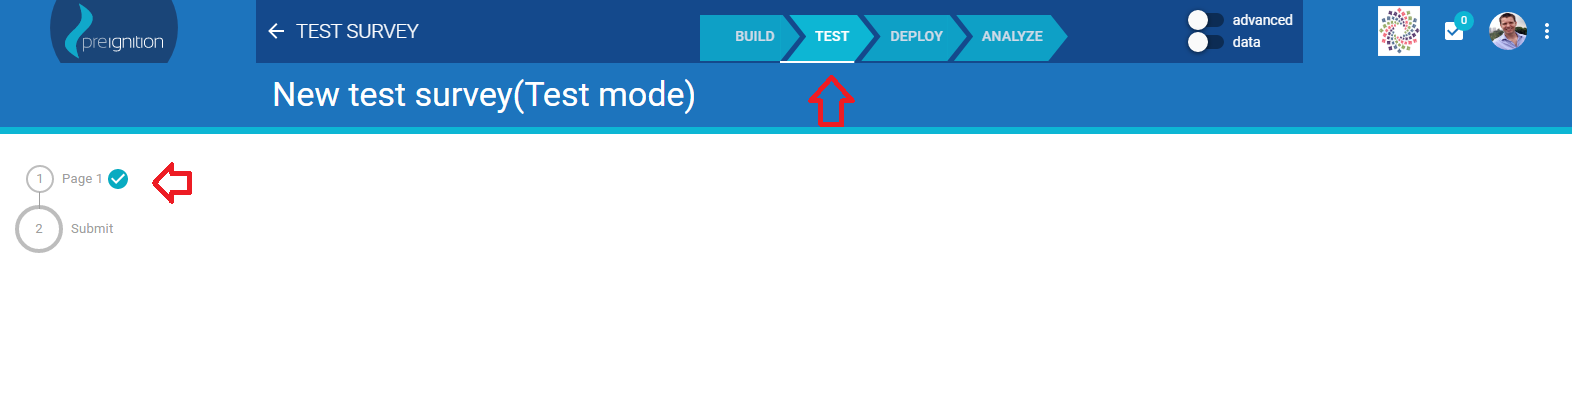 preignition
TEST SURVEY
BUILD
TEST
DEPLOY
ANALYZE
advanced
data
0
New test survey(Test mode)
1 Page 1
2 Submit